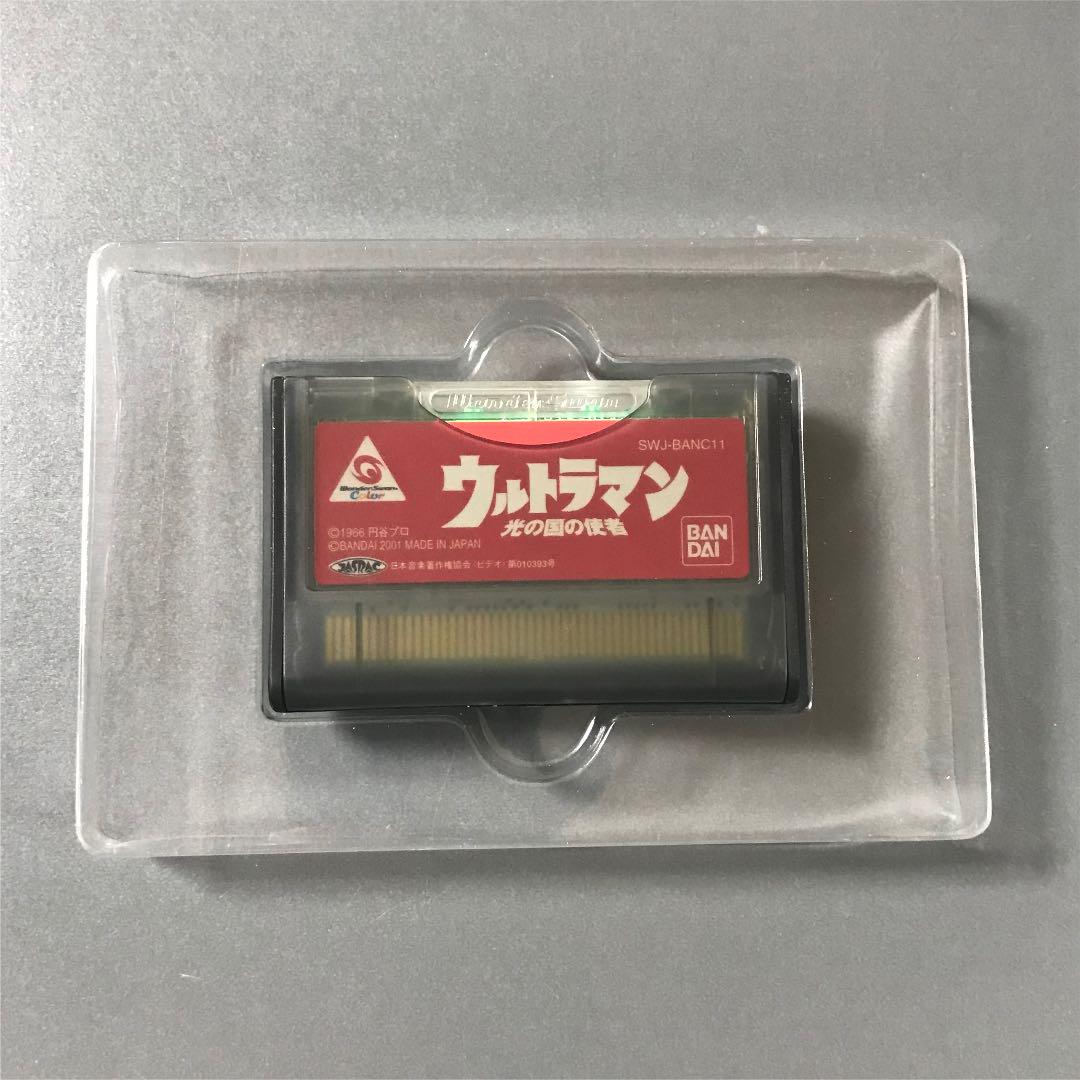 WonderSwan
SWJ-BANC11
WonderSwan
Color
ウルトラマン
光の国の使者
©1966 円谷プロ
©BANDAI 2001 MADE IN JAPAN
BAN
DAI
JASRAC
日本音楽著作権協会(ビデオ)第010393号